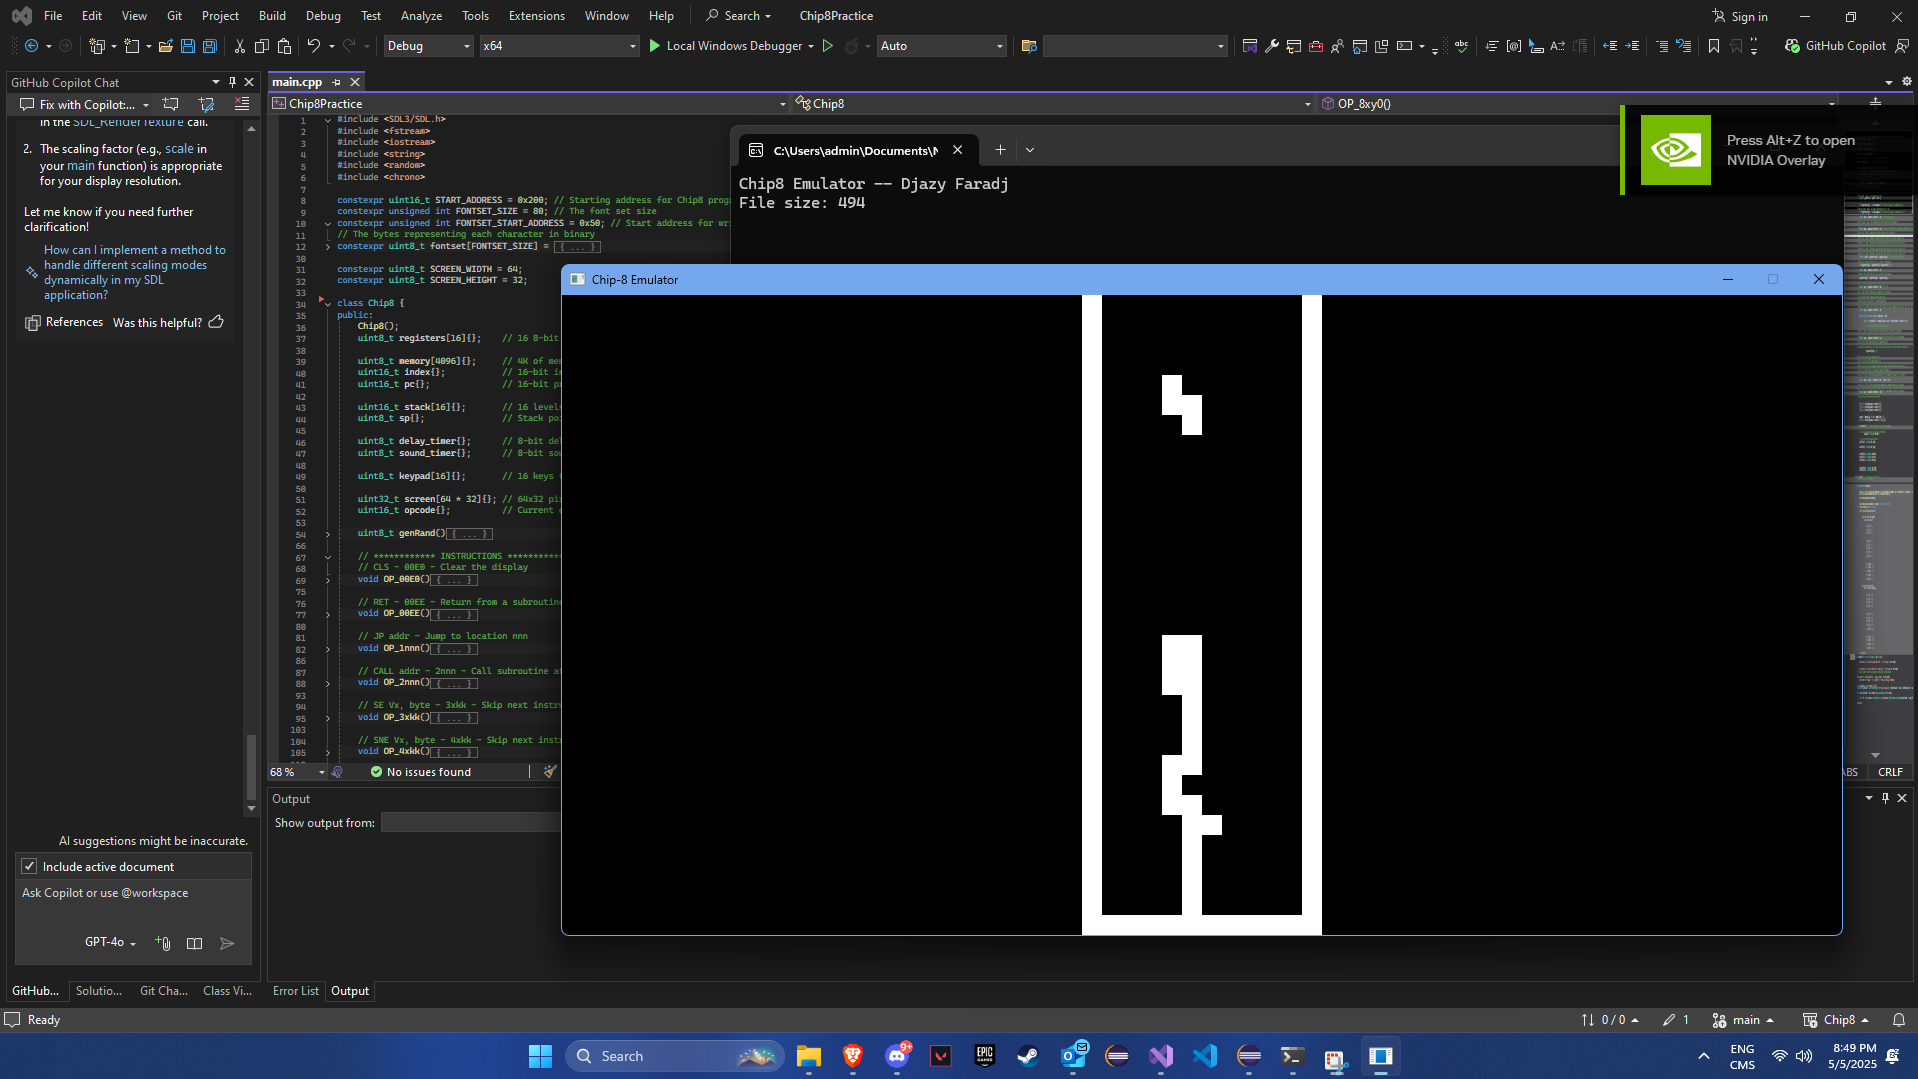 File Edit View Git Project Build Debug Test Analyze Tools Extensions Window Help Search Chip8Practice Sign in
Debug x64 Local Windows Debugger Auto GitHub Copilot
GitHub Copilot Chat
Fix with Copilot:...
in the SDL_RenderTexture call.
2. The scaling factor (e.g., scale in
your main function) is appropriate
for your display resolution.
Let me know if you need further
clarification!
How can I implement a method to
handle different scaling modes
dynamically in my SDL
application?
References Was this helpful?
AI suggestions might be inaccurate.
Include active document
Ask Copilot or use @workspace
GPT-4o
GitHub... Solutio... Git Cha... Class Vi...
main.cpp
Chip8Practice Chip8 OP_8xy0()
1 #include <SDL3/SDL.h>
2 #include <fstream>
3 #include <iostream>
4 #include <string>
5 #include <random>
6 #include <chrono>
7
8 constexpr uint16_t START_ADDRESS = 0x200; // Starting address for Chip8 prog
9 constexpr unsigned int FONTSET_SIZE = 80; // The font set size
10 constexpr unsigned int FONTSET_START_ADDRESS = 0x50; // Start address for wr
11 // The bytes representing each character in binary
12 constexpr uint8_t fontset[FONTSET_SIZE] = { ... }
30
31 constexpr uint8_t SCREEN_WIDTH = 64;
32 constexpr uint8_t SCREEN_HEIGHT = 32;
33
34 class Chip8 {
35 public:
36 Chip8();
37 uint8_t registers[16]{}; // 16 8-bit
38
39 uint8_t memory[4096]{}; // 4K of mem
40 uint16_t index{}; // 16-bit in
41 uint16_t pc{}; // 16-bit pr
42
43 uint16_t stack[16]{}; // 16 levels
44 uint8_t sp{}; // Stack poi
45
46 uint8_t delay_timer{}; // 8-bit del
47 uint8_t sound_timer{}; // 8-bit sou
48
49 uint8_t keypad[16]{}; // 16 keys
50
51 uint32_t screen[64 * 32]{}; // 64x32 pi
52 uint16_t opcode{}; // Current
53
54 uint8_t genRand(){ ... }
66
67 // ************ INSTRUCTIONS ************
68 // CLS - 00E0 - Clear the display
69 void OP_00E0(){ ... }
75
76 // RET - 00EE - Return from a subroutine
77 void OP_00EE(){ ... }
80
81 // JP addr - Jump to location nnn
82 void OP_1nnn(){ ... }
86
87 // CALL addr - 2nnn - Call subroutine at
88 void OP_2nnn(){ ... }
93
94 // SE Vx, byte - 3xkk - Skip next instru
95 void OP_3xkk(){ ... }
103
104 // SNE Vx, byte - 4xkk - Skip next instr
105 void OP_4xkk(){ ... }
68 % No issues found
ABS CRLF
Output
Show output from:
Error List Output
C:\Users\admin\Documents\
Chip8 Emulator -- Djazy Faradj
File size: 494
Press Alt+Z to open
NVIDIA Overlay
Chip-8 Emulator
Ready 0 / 0 1 main Chip8
Search 9+ EPIC GAMES ENG
CMS
8:49 PM
5/5/2025